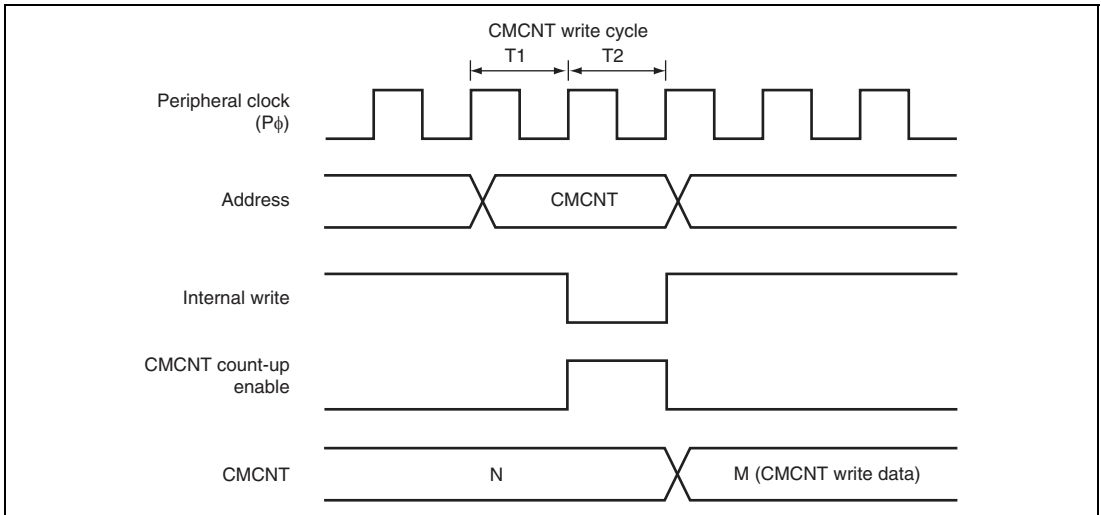 CMCNT write cycle
T1 T2
Peripheral clock
(Pφ)
Address
CMCNT
Internal write
CMCNT count-up
enable
CMCNT
N
M (CMCNT write data)